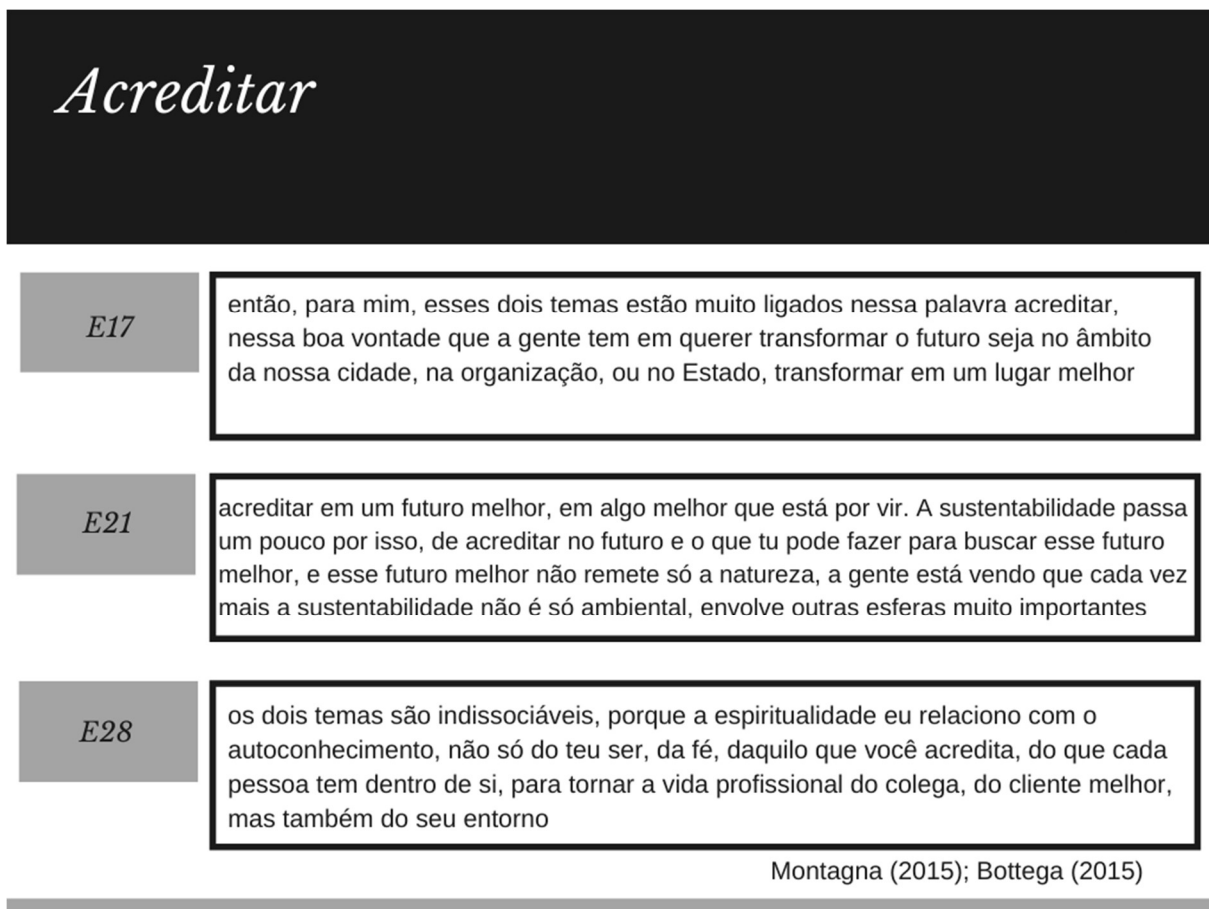 Acreditar
E17
então, para mim, esses dois temas estão muito ligados nessa palavra acreditar,
nessa boa vontade que a gente tem em querer transformar o futuro seja no âmbito
da nossa cidade, na organização, ou no Estado, transformar em um lugar melhor
E21
acreditar em um futuro melhor, em algo melhor que está por vir. A sustentabilidade passa
um pouco por isso, de acreditar no futuro e o que tu pode fazer para buscar esse futuro
melhor, e esse futuro melhor não remete só a natureza, a gente está vendo que cada vez
mais a sustentabilidade não é só ambiental, envolve outras esferas muito importantes
E28
os dois temas são indissociáveis, porque a espiritualidade eu relaciono com o
autoconhecimento, não só do teu ser, da fé, daquilo que você acredita, do que cada
pessoa tem dentro de si, para tornar a vida profissional do colega, do cliente melhor,
mas também do seu entorno
Montagna (2015); Bottega (2015)